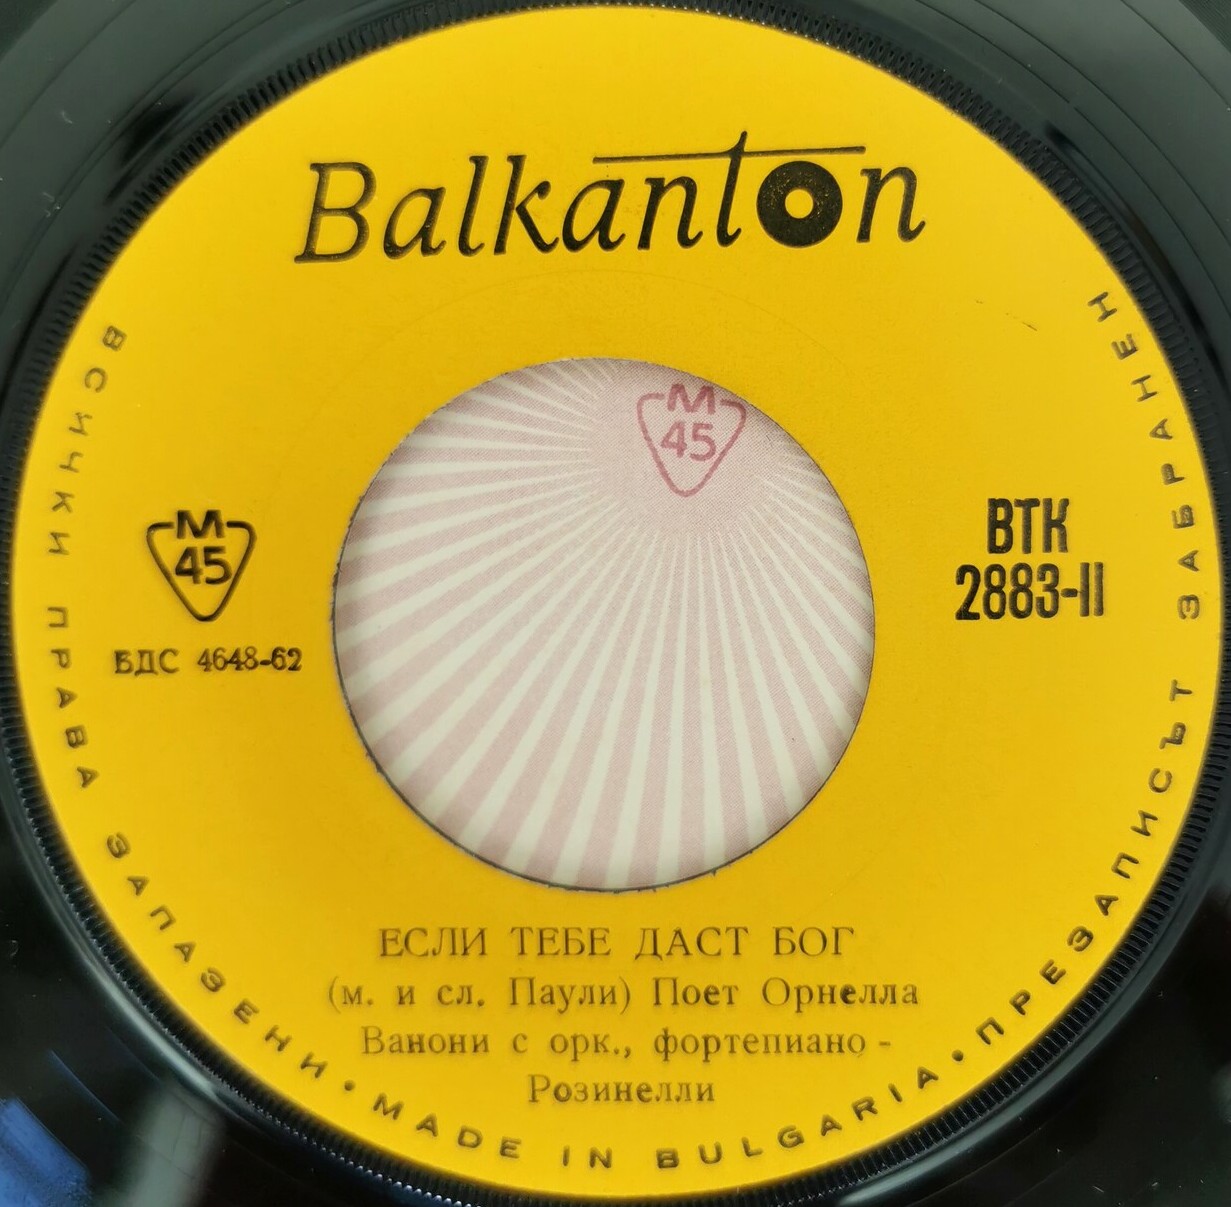 Balkanton
М
45
М
45
БДС 4648-62
ВТК
2883-II
ЕСЛИ ТЕБЕ ДАСТ БОГ
(м. и сл. Паули) Поет Орнелла
Ванони с орк., фортепиано -
Розинелли
ВСИЧКИ ПРАВА ЗАПАЗЕНИ • MADE IN BULGARIA • ПРЕЗАПИСЪТ ЗАБРАНЕН